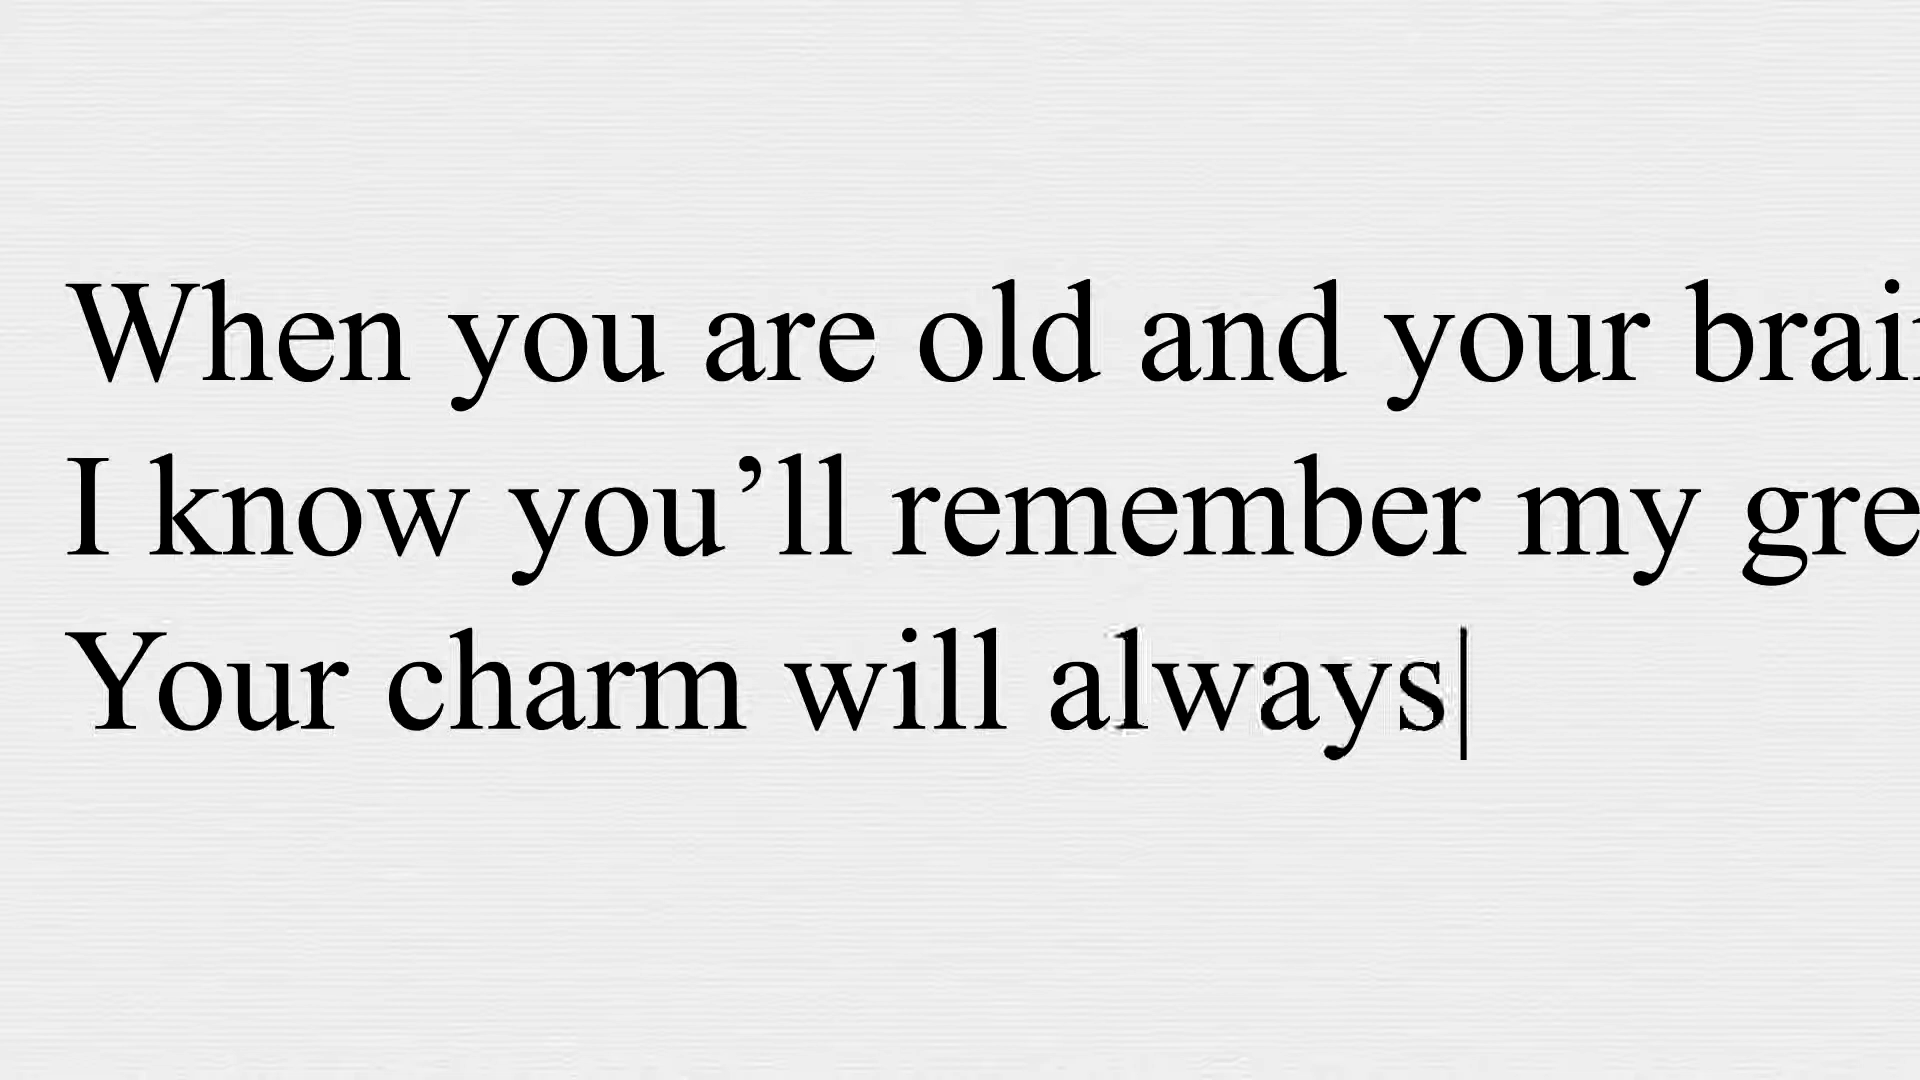 When you are old and your brai
I know you’ll remember my gre
Your charm will always